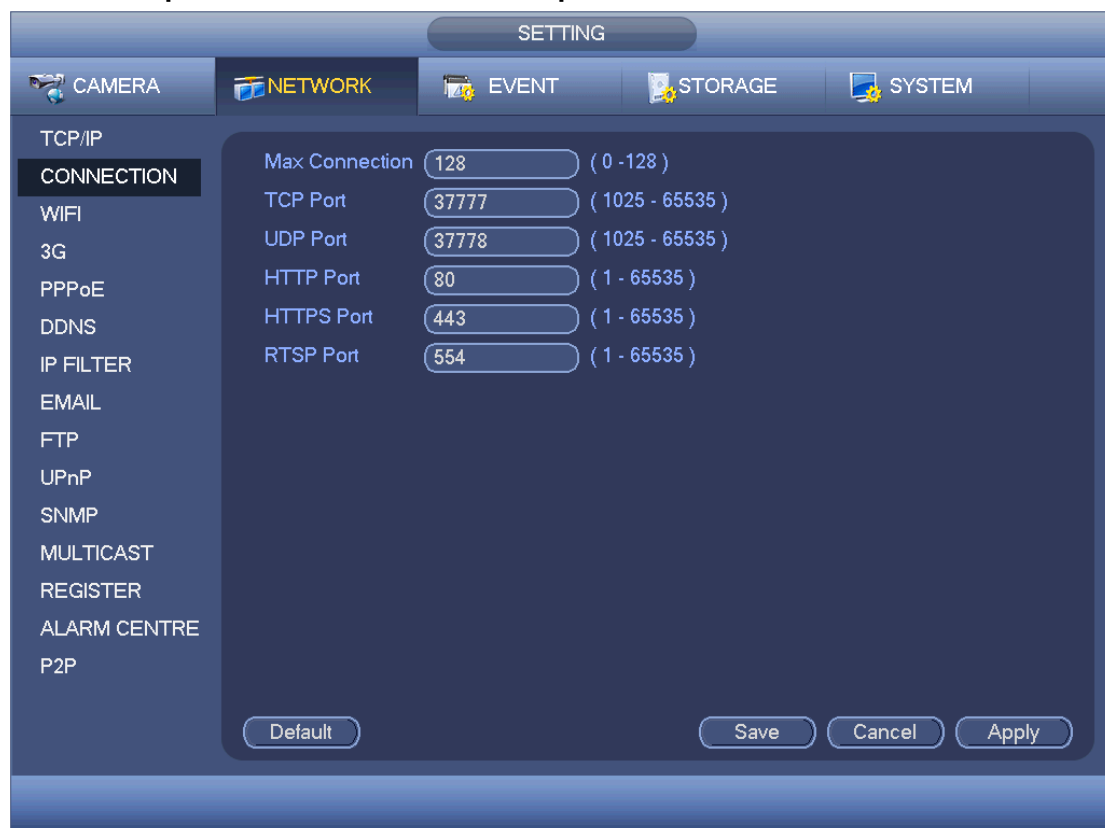 SETTING
CAMERA NETWORK EVENT STORAGE SYSTEM
TCP/IP
CONNECTION
WIFI
3G
PPPoE
DDNS
IP FILTER
EMAIL
FTP
UPnP
SNMP
MULTICAST
REGISTER
ALARM CENTRE
P2P
Max Connection 128 ( 0 -128 )
TCP Port 37777 ( 1025 - 65535 )
UDP Port 37778 ( 1025 - 65535 )
HTTP Port 80 ( 1 - 65535 )
HTTPS Port 443 ( 1 - 65535 )
RTSP Port 554 ( 1 - 65535 )
Default Save Cancel Apply